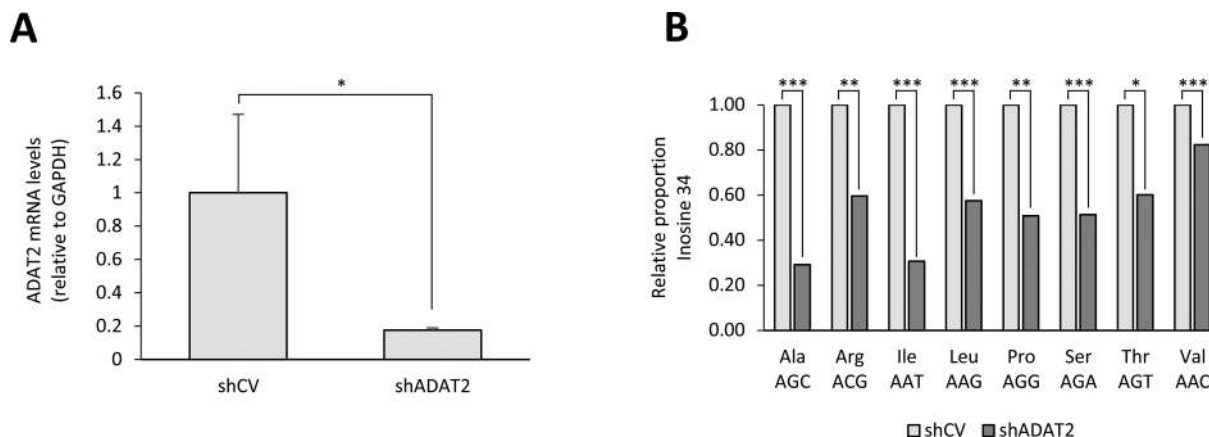 A
ADAT2 mRNA levels
(relative to GAPDH)
1.6
1.4
1.2
1
0.8
0.6
0.4
0.2
0
*
shCV
shADAT2
B
Relative proportion
Inosine 34
1.00
0.80
0.60
0.40
0.20
0.00
*** ** *** *** ** *** * ***
Ala Arg Ile Leu Pro Ser Thr Val
AGC ACG AAT AAG AGG AGA AGT AAC
shCV shADAT2